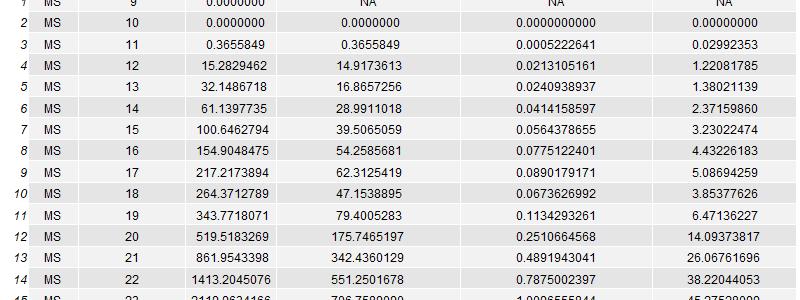 1 MS 9 0.0000000 NA NA NA
2 MS 10 0.0000000 0.0000000 0.0000000000 0.00000000
3 MS 11 0.3655849 0.3655849 0.0005222641 0.02992353
4 MS 12 15.2829462 14.9173613 0.0213105161 1.22081785
5 MS 13 32.1486718 16.8657256 0.0240938937 1.38021139
6 MS 14 61.1397735 28.9911018 0.0414158597 2.37159860
7 MS 15 100.6462794 39.5065059 0.0564378655 3.23022474
8 MS 16 154.9048475 54.2585681 0.0775122401 4.43226183
9 MS 17 217.2173894 62.3125419 0.0890179171 5.08694259
10 MS 18 264.3712789 47.1538895 0.0673626992 3.85377626
11 MS 19 343.7718071 79.4005283 0.1134293261 6.47136227
12 MS 20 519.5183269 175.7465197 0.2510664568 14.09373817
13 MS 21 861.9543398 342.4360129 0.4891943041 26.06761696
14 MS 22 1413.2045076 551.2501678 0.7875002397 38.22044053
15 MS 23